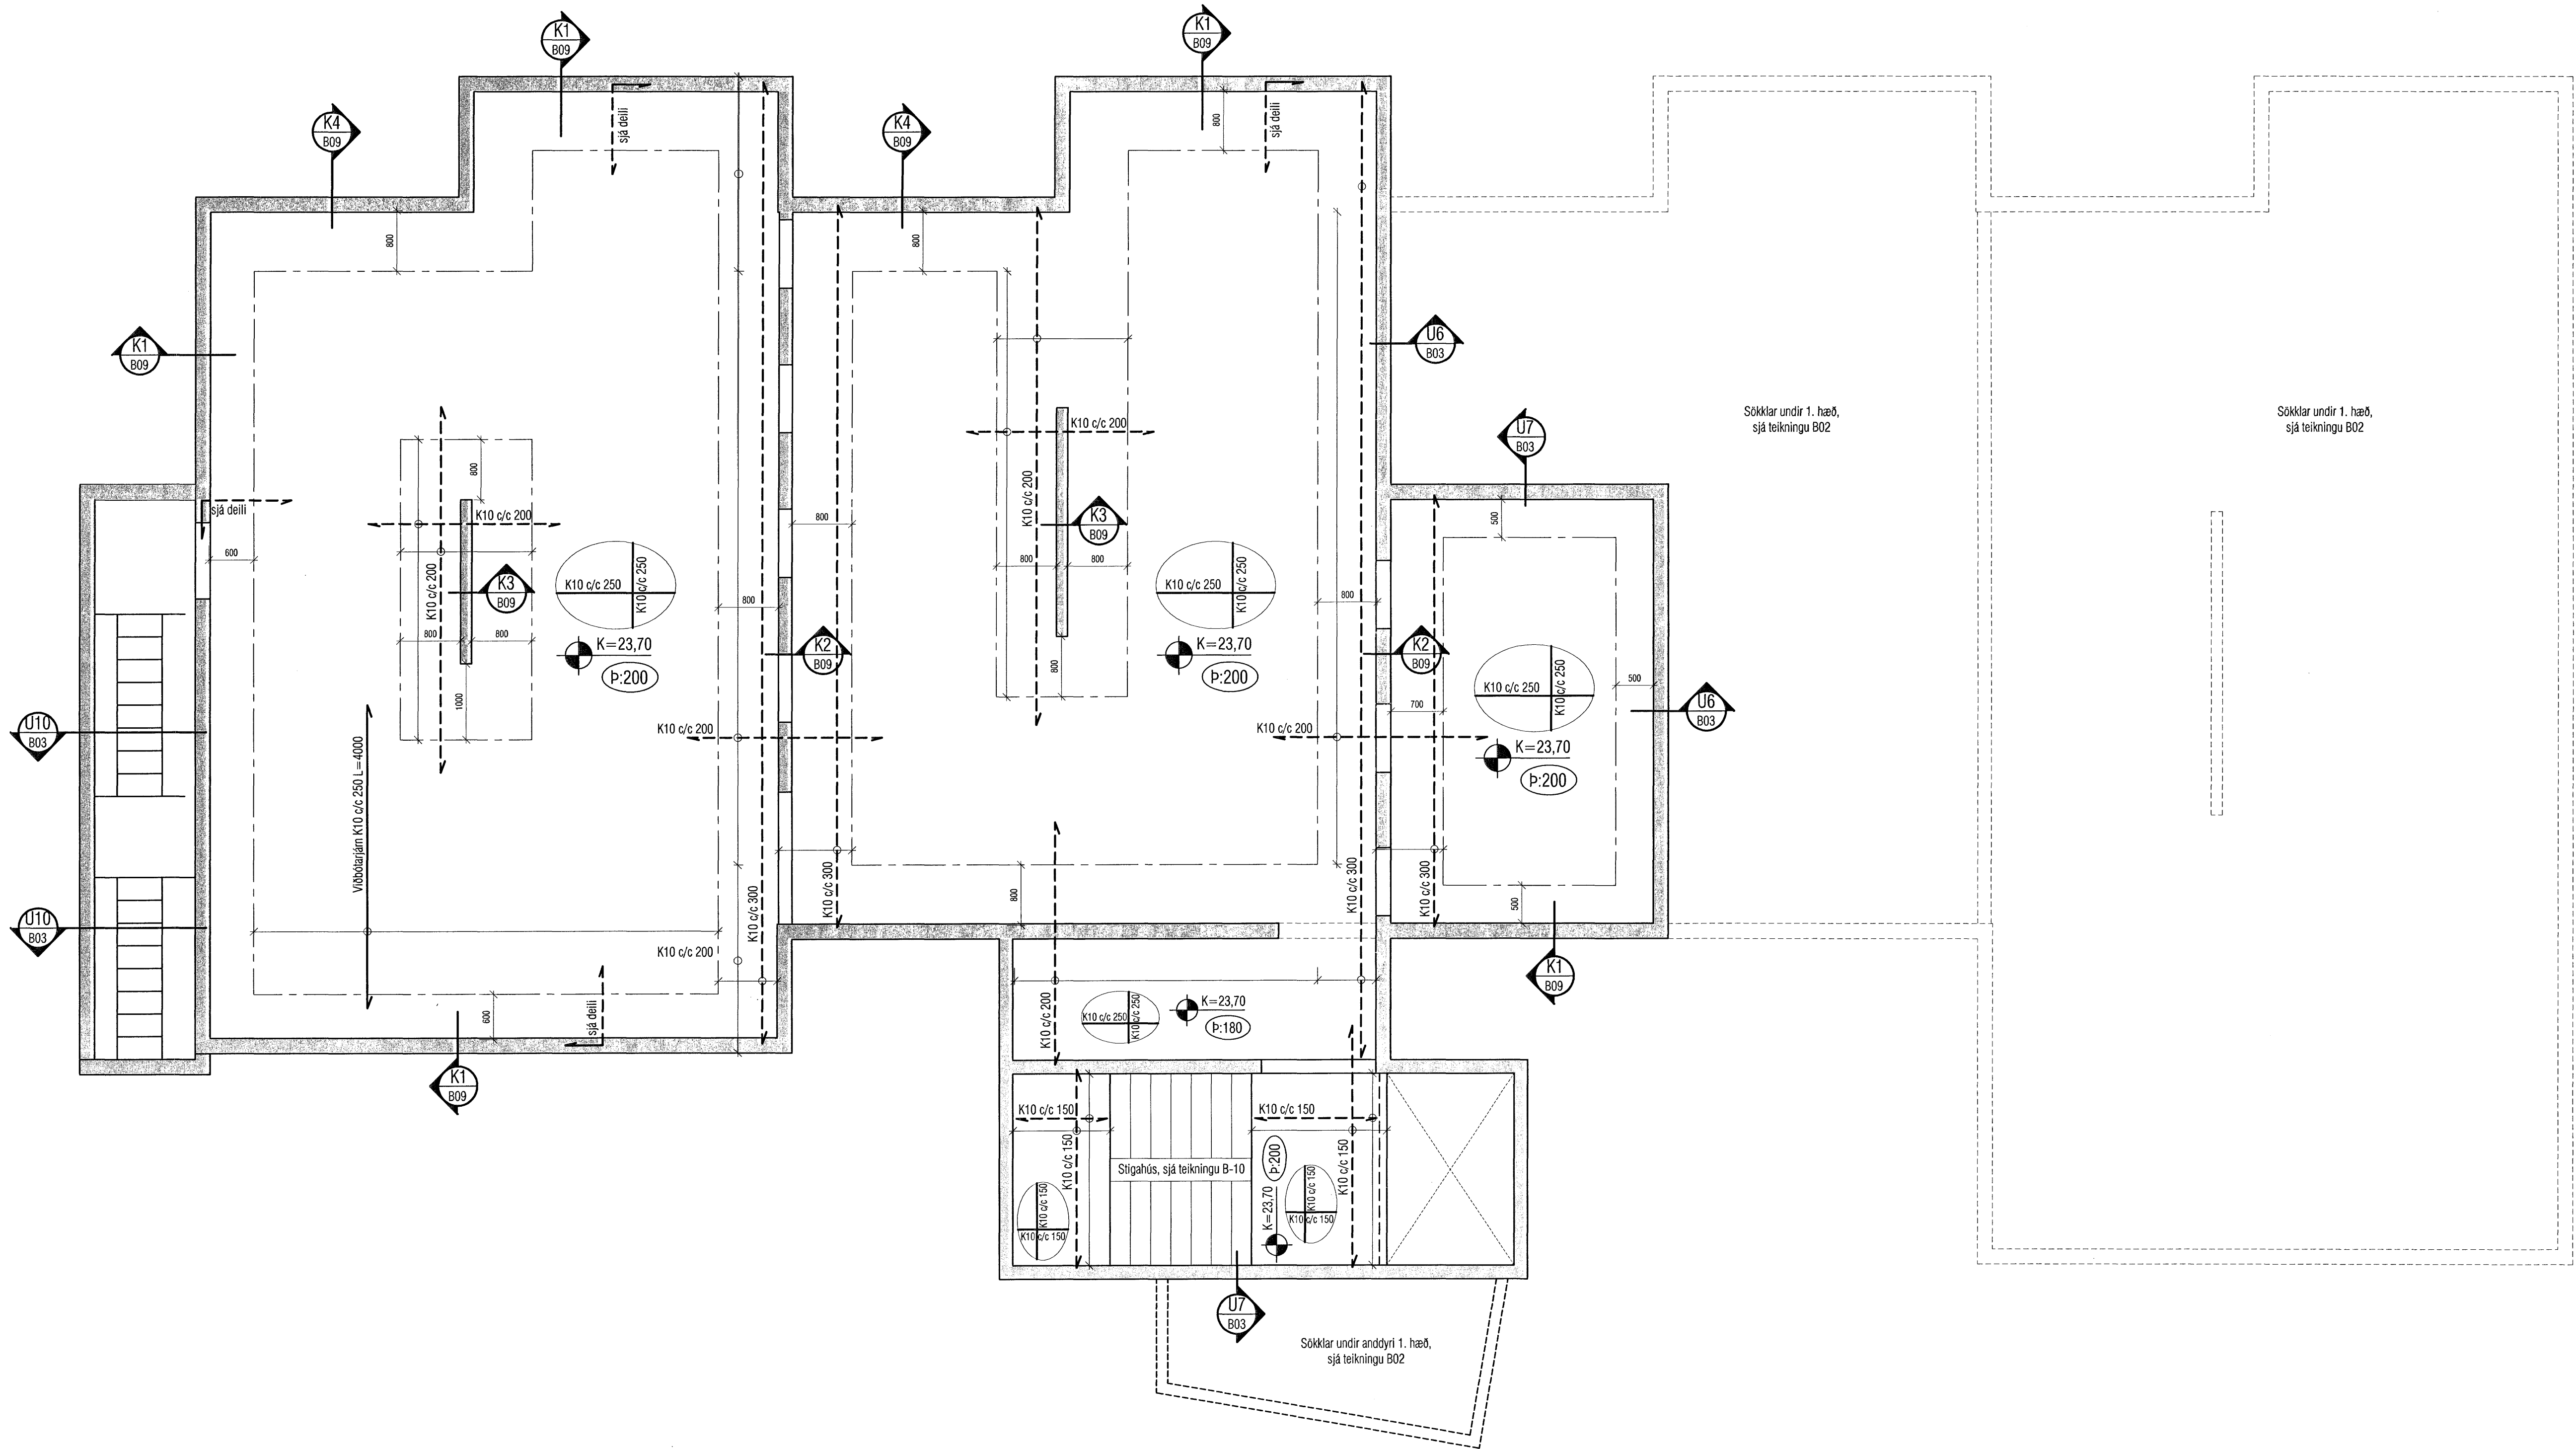 K1
B09
K1
B09
K4
B09
K4
B09
sjá deili
800
sjá deili
800
800
K1
B09
U6
B03
Sökklar undir 1. hæð,
sjá teikningu B02
Sökklar undir 1. hæð,
sjá teikningu B02
U7
B03
K10 c/c 200
K10 c/c 200
800
sjá deili
K10 c/c 200
K3
B09
800
500
600
K10 c/c 200
K3
B09
800
800
K10 c/c 250
K10 c/c 250
800
800
K10 c/c 250
K10 c/c 250
800
800
800
K=23,70
Þ:200
K2
B09
800
K=23,70
Þ:200
K2
B09
K10 c/c 250
K10 c/c 250
500
1000
700
U6
B03
U10
B03
K10 c/c 200
K10 c/c 200
K=23,70
Þ:200
Viðbótarjárn K10 c/c 250 L=4000
U10
B03
K10 c/c 300
K10 c/c 300
800
K10 c/c 300
K10 c/c 300
500
K10 c/c 200
K1
B09
600
sjá deili
K10 c/c 200
K10 c/c 250
K10 c/c 250
K=23,70
Þ:180
K1
B09
K10 c/c 150
K10 c/c 150
K10 c/c 150
K10 c/c 150
Stigahús, sjá teikningu B-10
Þ:200
K=23,70
K10 c/c 150
K10 c/c 150
K10 c/c 150
K10 c/c 150
U7
B03
Sökklar undir anddyri 1. hæð,
sjá teikningu B02